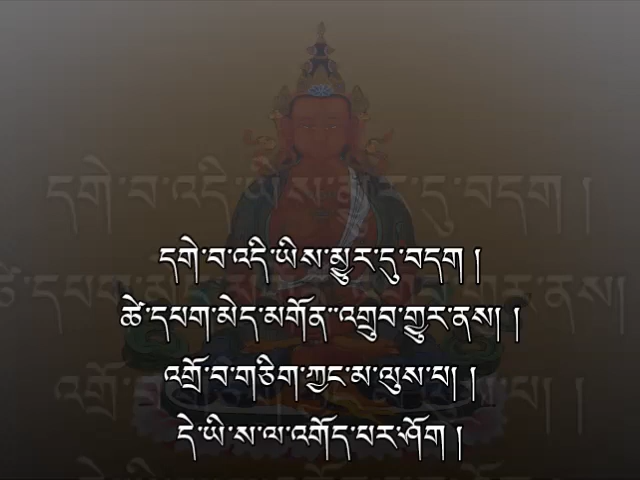 དགེ་བ་འདི་ཡིས་མྱུར་དུ་བདག །
ཚེ་དཔག་མེད་མགོན་འགྲུབ་གྱུར་ནས། །
འགྲོ་བ་གཅིག་ཀྱང་མ་ལུས་པ། །
དེ་ཡི་ས་ལ་འགོད་པར་ཤོག །